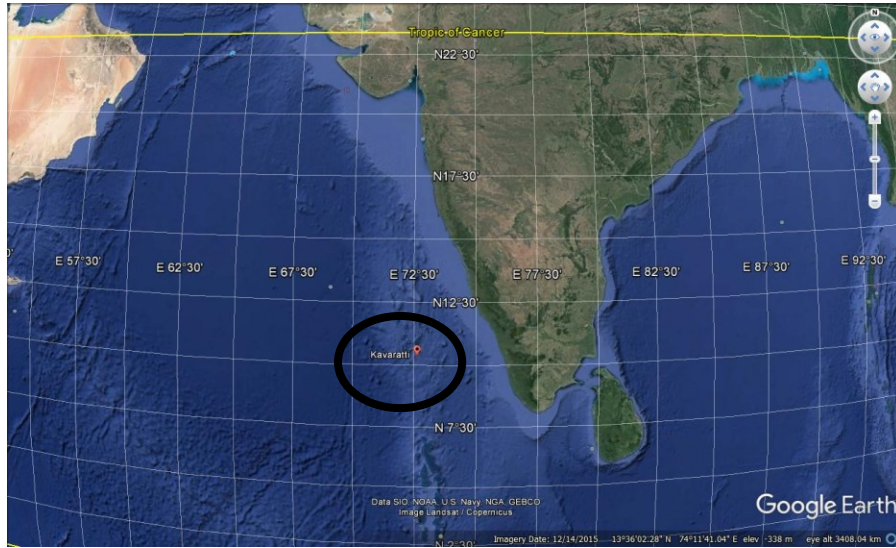 N
Tropic of Cancer
N22°30'
N17°30'
E 57°30'
E 62°30'
E 67°30'
E 72°30'
E 77°30'
E 82°30'
E 87°30'
E 92°30'
N12°30'
Kavaratti
N 7°30'
Data SIO, NOAA, U.S. Navy, NGA, GEBCO
Image Landsat / Copernicus
Google Earth
N 2°30'
Imagery Date: 12/14/2015 13°36'02.28" N 74°11'41.04" E elev -338 m eye alt 3408.04 km